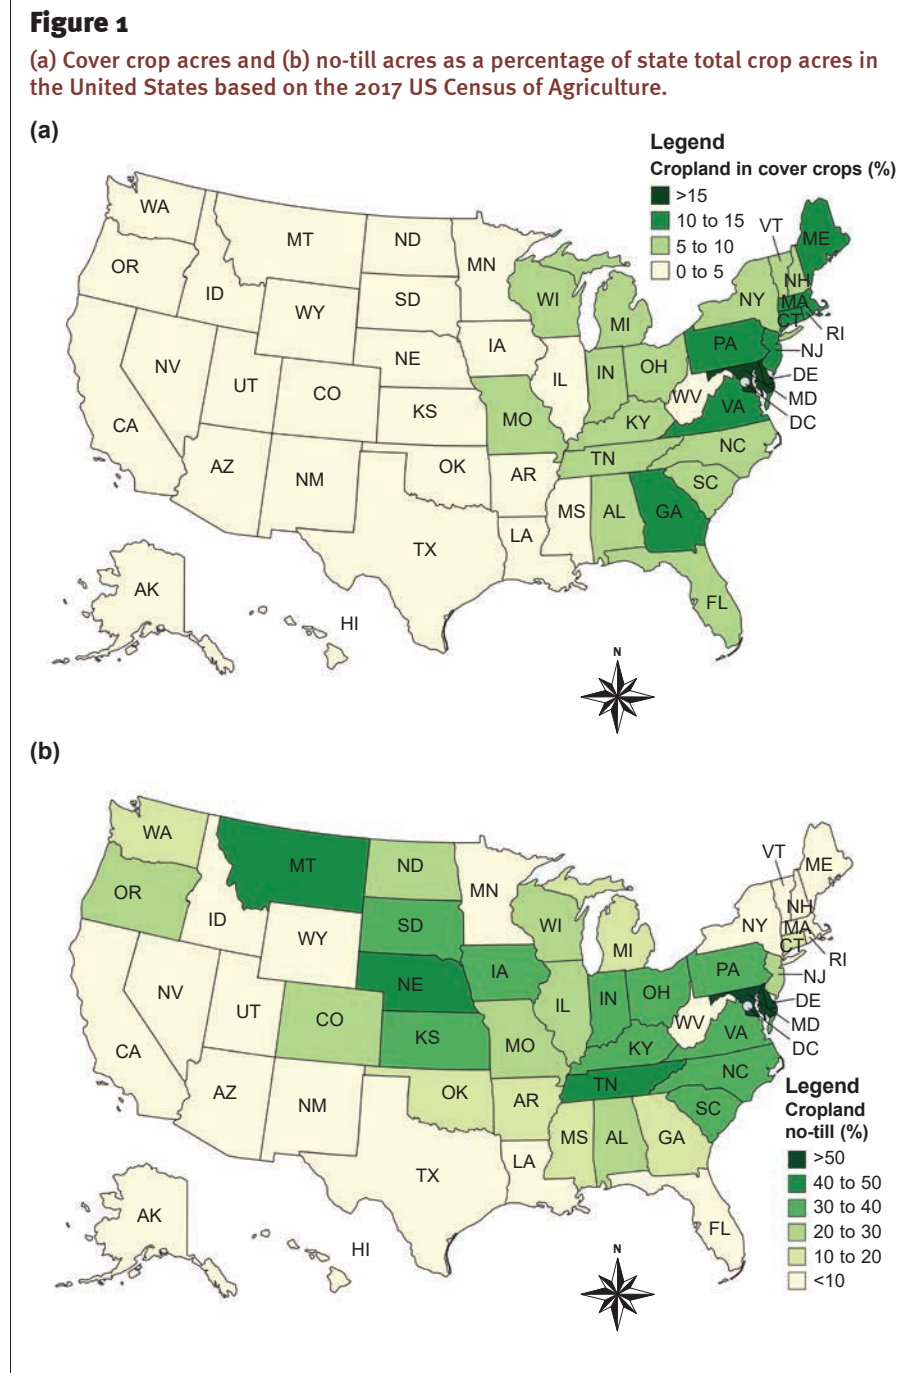 Figure 1
(a) Cover crop acres and (b) no-till acres as a percentage of state total crop acres in
the United States based on the 2017 US Census of Agriculture.
(a)
Legend
Cropland in cover crops (%)
>15
10 to 15
5 to 10
0 to 5
WA
MT
ND
MN
OR
ID
WY
SD
WI
MI
NY
VT
ME
NH
MA
CT
RI
NV
UT
CO
NE
IA
IL
IN
OH
PA
NJ
DE
MD
DC
WV
VA
CA
KS
MO
KY
AZ
NM
OK
AR
TN
NC
SC
TX
LA
MS
AL
GA
FL
AK
HI
N
(b)
WA
MT
ND
MN
OR
ID
WY
SD
WI
MI
NY
VT
ME
NH
MA
CT
RI
NV
UT
CO
NE
IA
IL
IN
OH
PA
NJ
DE
MD
DC
WV
VA
CA
KS
MO
KY
AZ
NM
OK
AR
TN
NC
SC
TX
LA
MS
AL
GA
FL
AK
HI
N
Legend
Cropland
no-till (%)
>50
40 to 50
30 to 40
20 to 30
10 to 20
<10